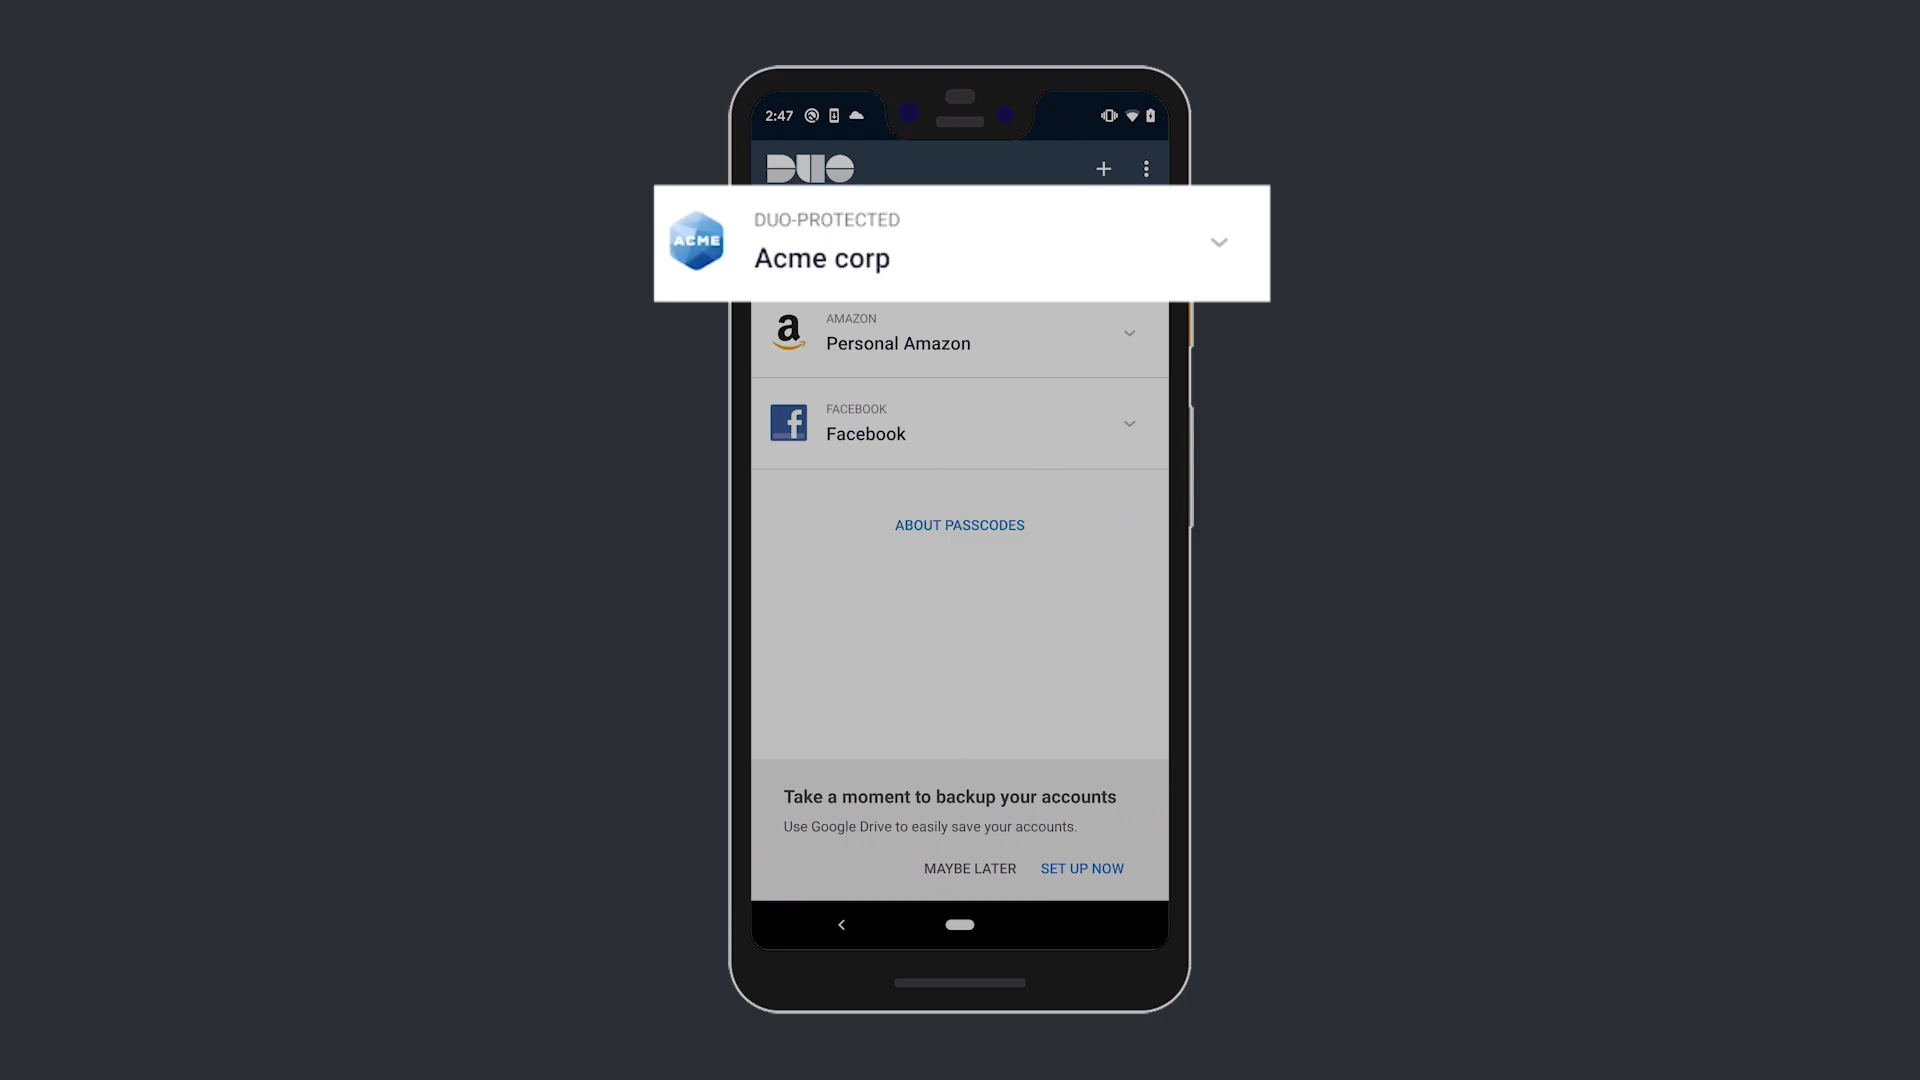 2:47
DUO
DUO-PROTECTED
ACME
Acme corp
AMAZON
a
Personal Amazon
FACEBOOK
f
Facebook
ABOUT PASSCODES
Take a moment to backup your accounts
Use Google Drive to easily save your accounts.
MAYBE LATER SET UP NOW